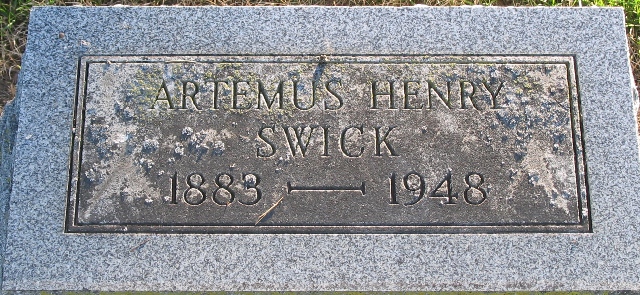 ARTEMUS HENRY
SWICK
1883 — 1948